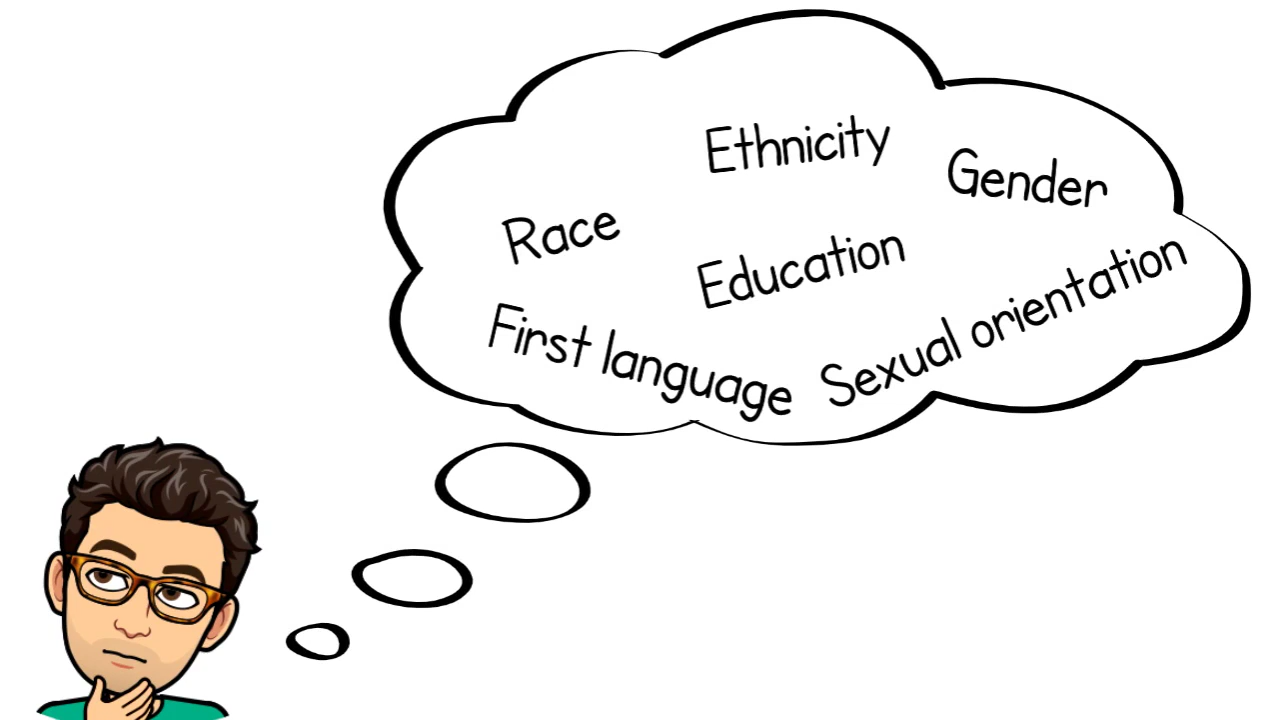 Ethnicity
Gender
Race
Education
First language
Sexual orientation